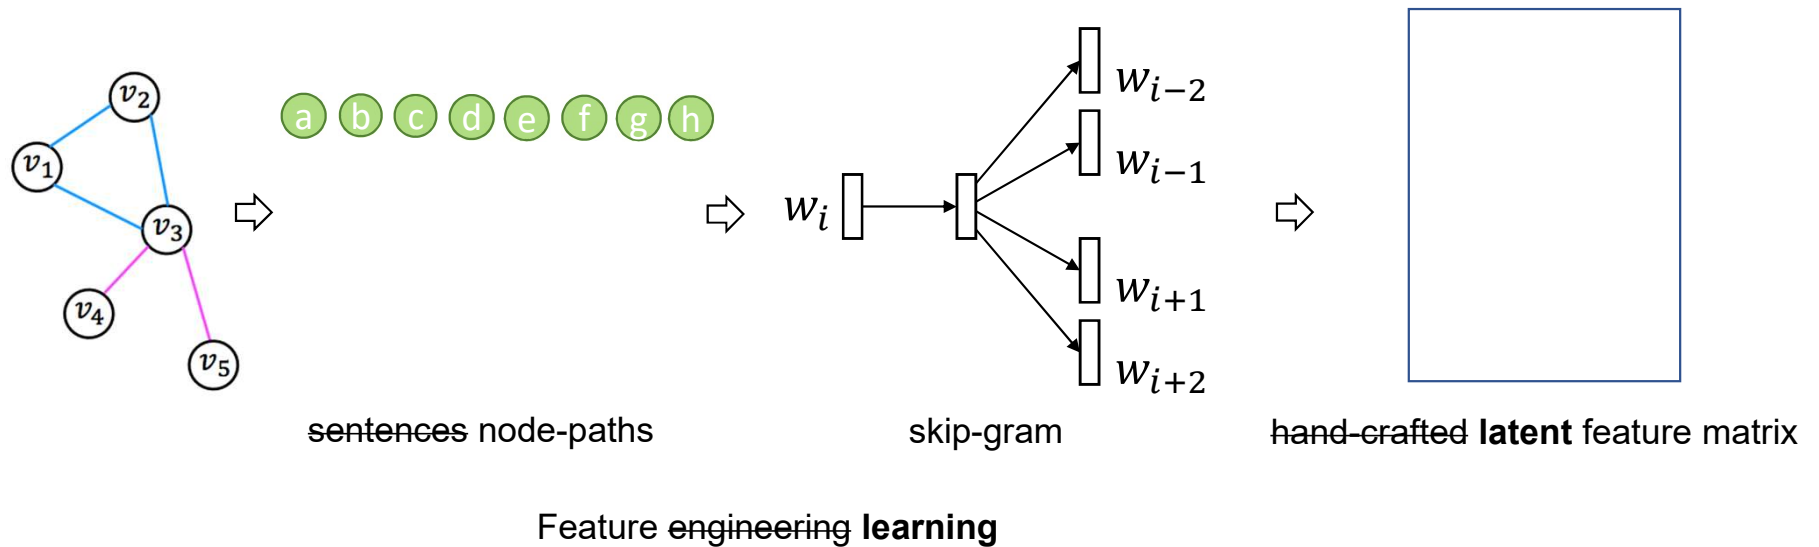 v₂
v₁
v₃
v₄
v₅
a b c d e f g h
wᵢ
wᵢ₋₂
wᵢ₋₁
wᵢ₊₁
wᵢ₊₂
sentences node-paths
skip-gram
hand-crafted latent feature matrix
Feature engineering learning